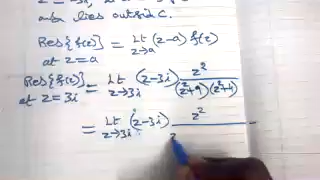 and lies outside C.
Res{f(z)} = Lt (z-a) f(z)
at z=a z→a
Res{f(z)} = Lt (z-3i) z²/(z²+9)(z²+4)
at z=3i z→3i
= Lt (z-3i) z²/
z→3i